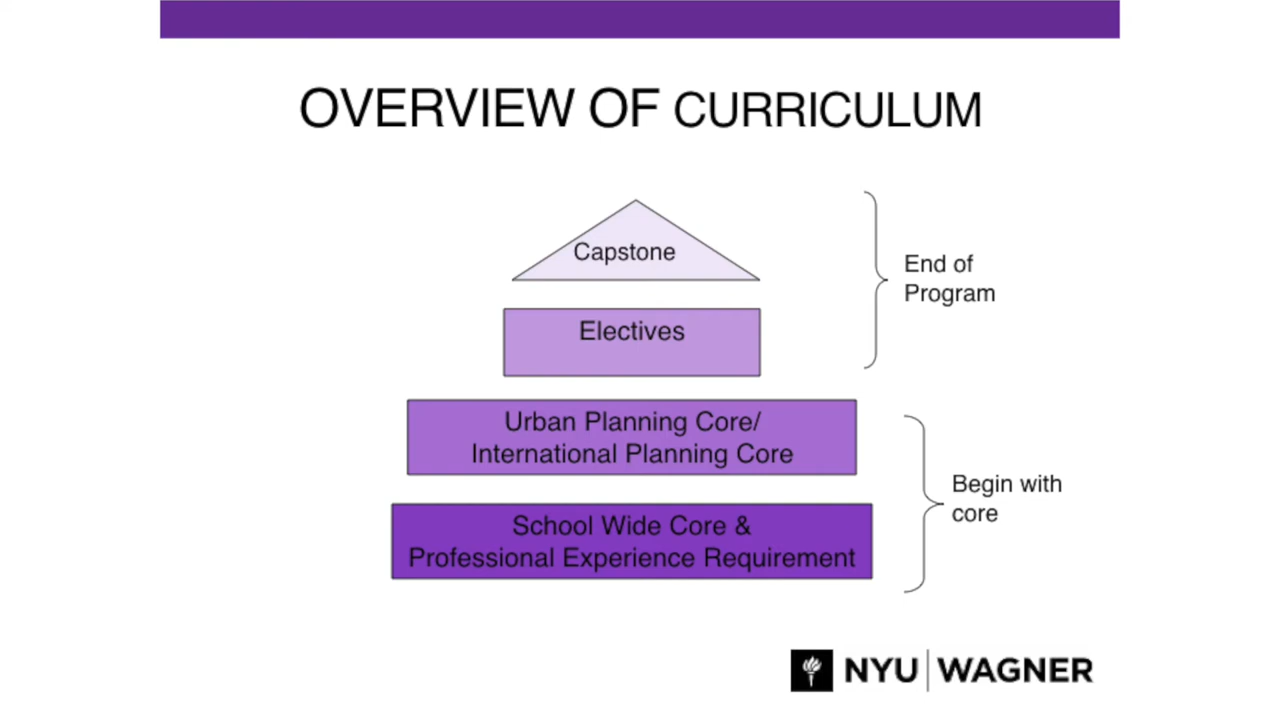 OVERVIEW OF CURRICULUM
Capstone
Electives
End of
Program
Urban Planning Core/
International Planning Core
School Wide Core &
Professional Experience Requirement
Begin with
core
NYU WAGNER